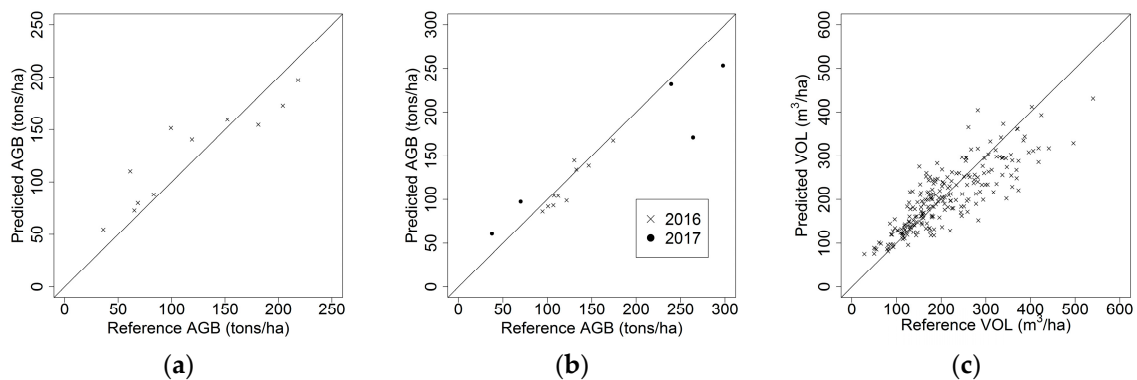 250
200
150
100
50
0
Predicted AGB (tons/ha)
0 50 100 150 200 250
Reference AGB (tons/ha)
(a)
300
250
200
150
100
50
0
Predicted AGB (tons/ha)
× 2016
● 2017
0 50 100 150 200 250 300
Reference AGB (tons/ha)
(b)
600
500
400
300
200
100
0
Predicted VOL (m³/ha)
0 100 200 300 400 500 600
Reference VOL (m³/ha)
(c)